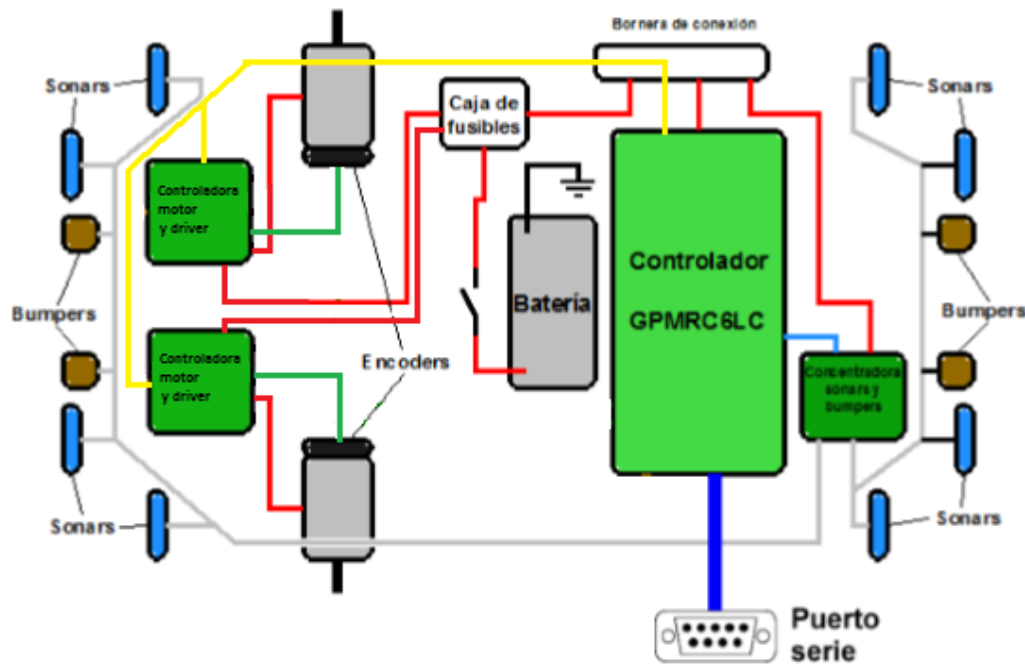 Bornera de conexión
Sonars
Sonars
Caja de
fusibles
Controladora
motor
y driver
Controlador
GPMRC6LC
Batería
Bumpers
Bumpers
Controladora
motor
y driver
Encoders
Concentradora
sonars y
bumpers
Sonars
Sonars
Puerto
serie